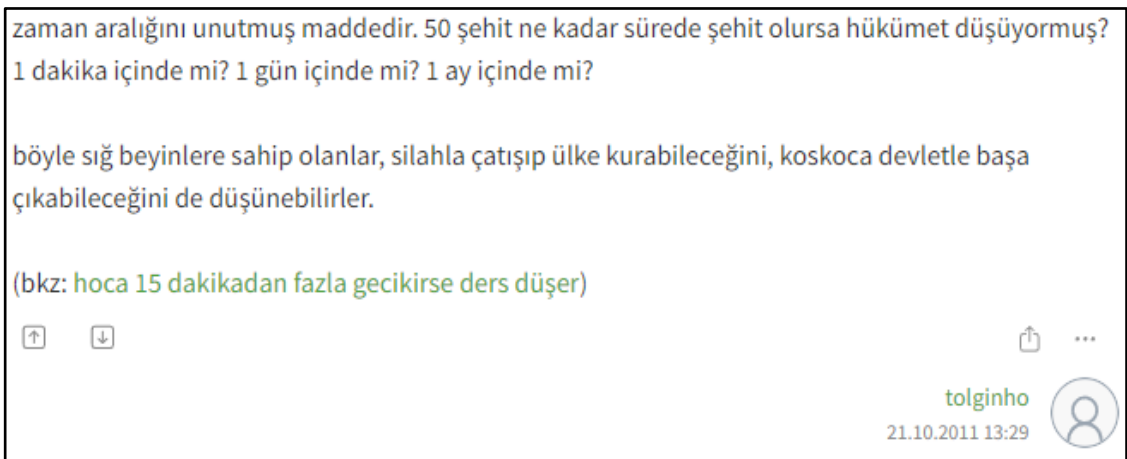 zaman aralığını unutmuş maddedir. 50 şehit ne kadar sürede şehit olursa hükümet düşüyormuş?
1 dakika içinde mi? 1 gün içinde mi? 1 ay içinde mi?
böyle sığ beyinlere sahip olanlar, silahla çatışıp ülke kurabileceğini, koskoca devletle başa
çıkabileceğini de düşünebilirler.
(bkz: hoca 15 dakikadan fazla gecikirse ders düşer)
tolginho
21.10.2011 13:29